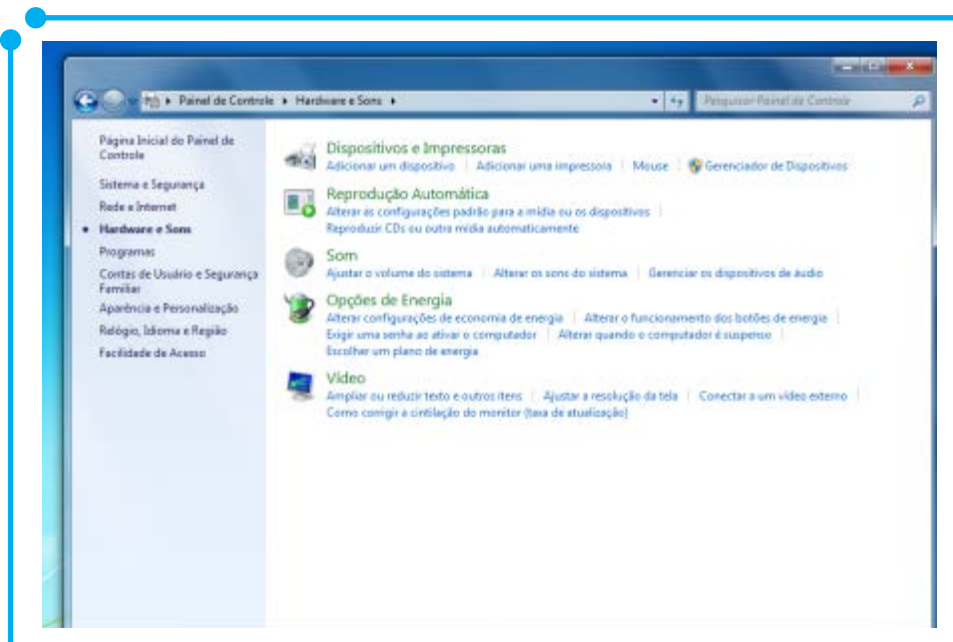 Painel de Controle ▸ Hardware e Sons ▸
Pesquisar Painel de Controle
Página Inicial do Painel de
Controle
Sistema e Segurança
Rede e Internet
Hardware e Sons
Programas
Contas de Usuário e Segurança
Familiar
Aparência e Personalização
Relógio, Idioma e Região
Facilidade de Acesso
Dispositivos e Impressoras
Adicionar um dispositivo | Adicionar uma impressora | Mouse | Gerenciador de Dispositivos
Reprodução Automática
Alterar as configurações padrão para a mídia ou os dispositivos |
Reproduzir CDs ou outra mídia automaticamente
Som
Ajustar o volume do sistema | Alterar os sons do sistema | Gerenciar os dispositivos de áudio
Opções de Energia
Alterar configurações de economia de energia | Alterar o funcionamento dos botões de energia |
Exigir uma senha ao ativar o computador | Alterar quando o computador é suspenso |
Escolher um plano de energia
Vídeo
Ampliar ou reduzir texto e outros itens | Ajustar a resolução da tela | Conectar a um vídeo externo |
Como corrigir a cintilação do monitor (taxa de atualização)